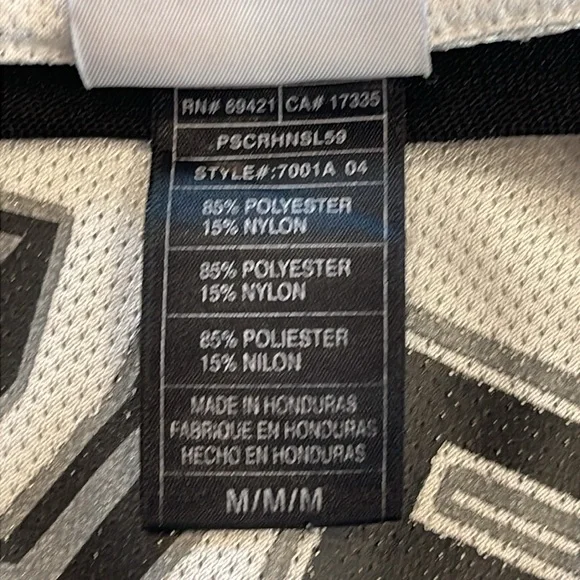 RN# 69421 CA# 17335
PSCRHNSL59
STYLE#:7001A 04
85% POLYESTER
15% NYLON
85% POLYESTER
15% NYLON
85% POLIESTER
15% NILON
MADE IN HONDURAS
FABRIQUE EN HONDURAS
HECHO EN HONDURAS
M/M/M